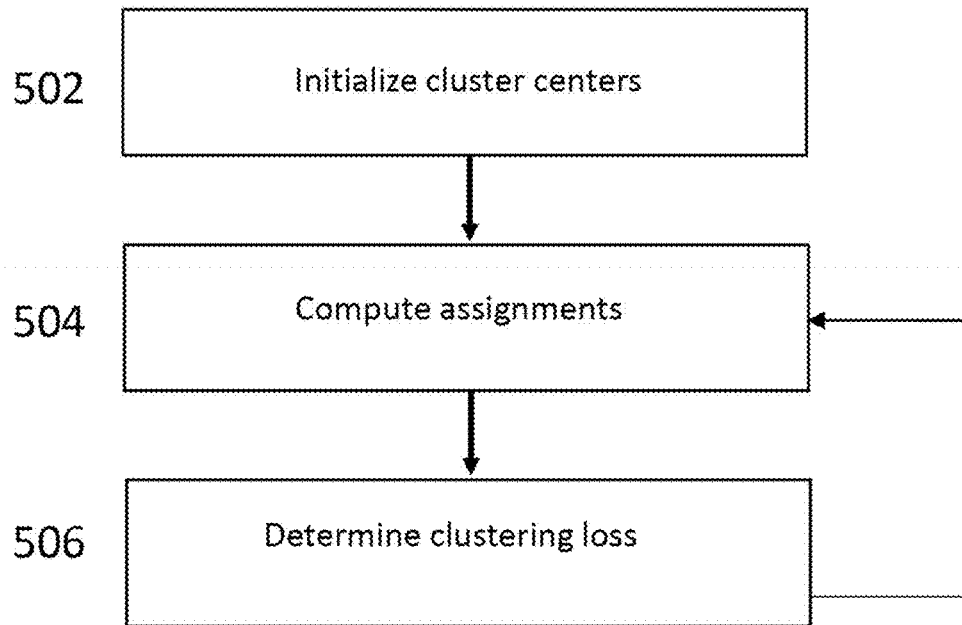 502
Initialize cluster centers
504
Compute assignments
506
Determine clustering loss